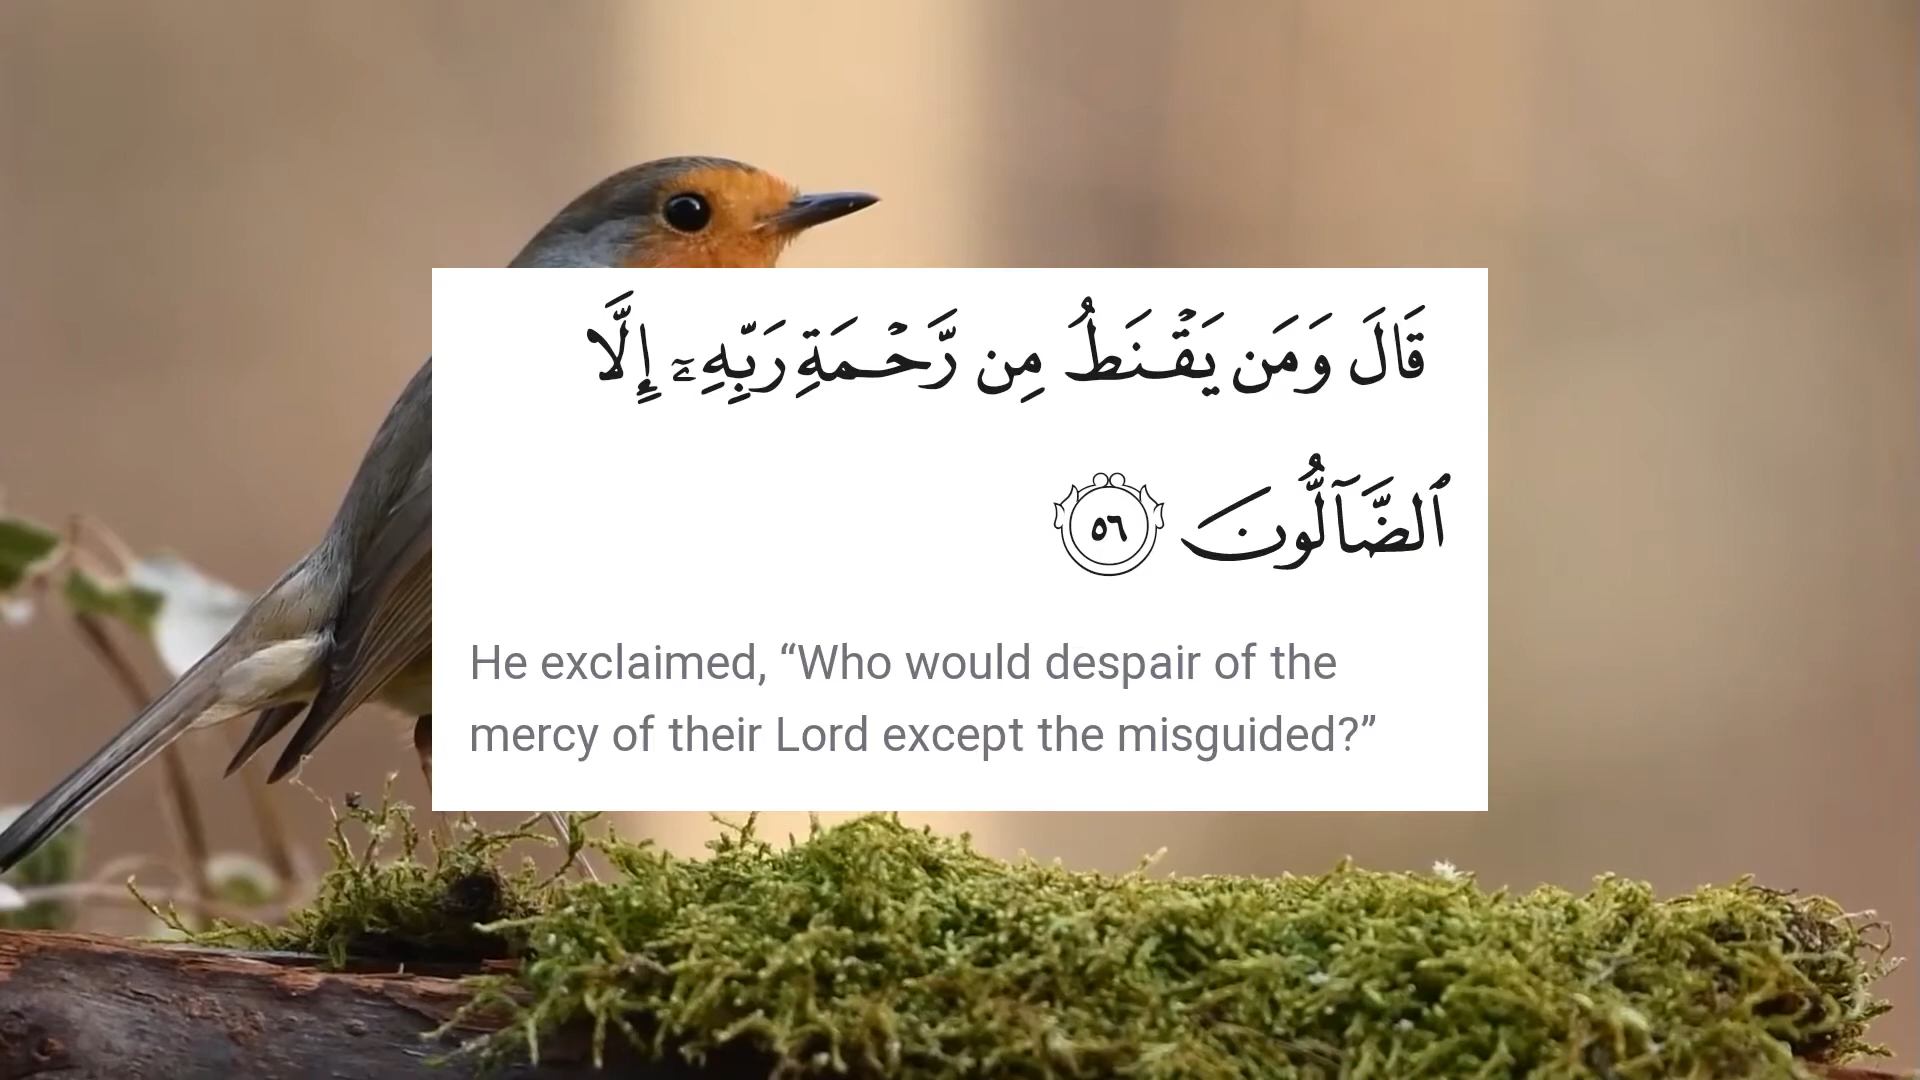 قَالَ وَمَن يَقۡنَطُ مِن رَّحۡمَةِ رَبِّهِۦٓ إِلَّا
ٱلضَّآلُّونَ ٥٦
He exclaimed, “Who would despair of the
mercy of their Lord except the misguided?”